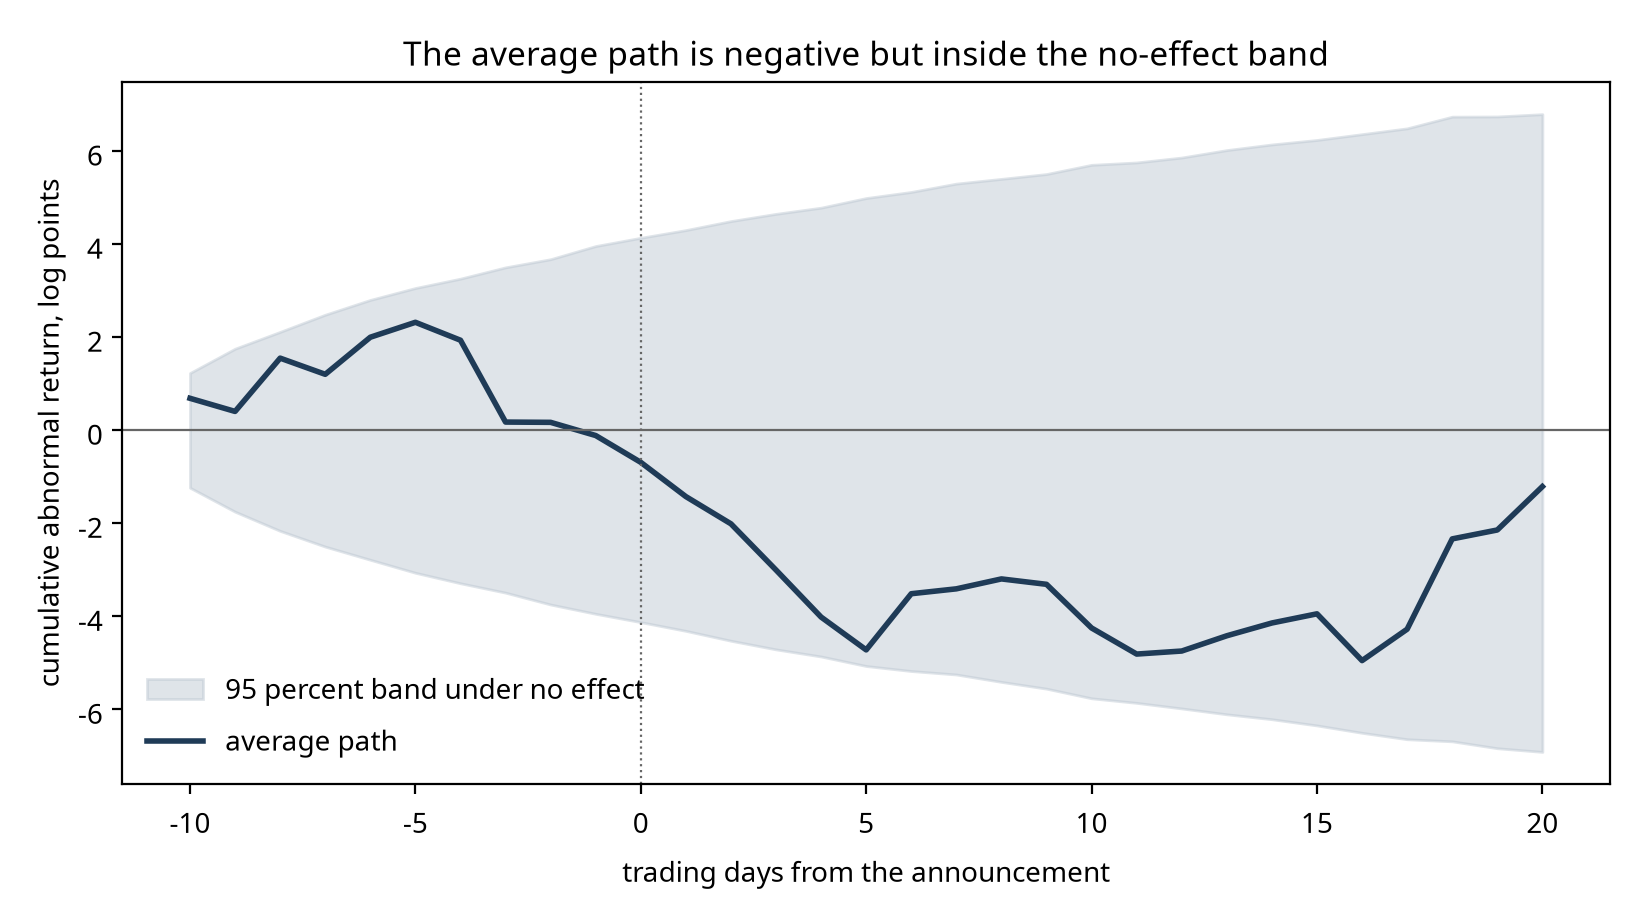 The average path is negative but inside the no-effect band
cumulative abnormal return, log points
6
4
2
0
-2
-4
-6
95 percent band under no effect
average path
-10
-5
0
5
10
15
20
trading days from the announcement